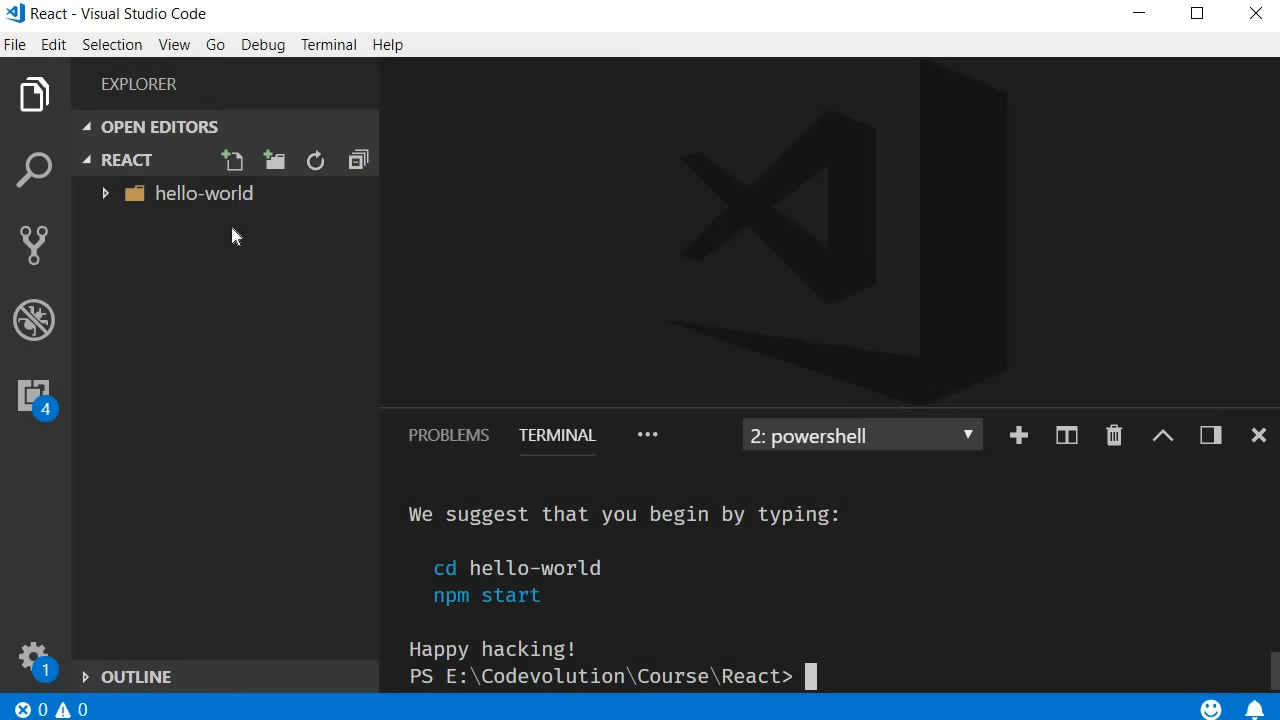 React - Visual Studio Code
File Edit Selection View Go Debug Terminal Help
EXPLORER
OPEN EDITORS
REACT
hello-world
4
1
OUTLINE
PROBLEMS TERMINAL ••• 2: powershell
We suggest that you begin by typing:
cd hello-world
npm start
Happy hacking!
PS E:\Codevolution\Course\React>
0 0